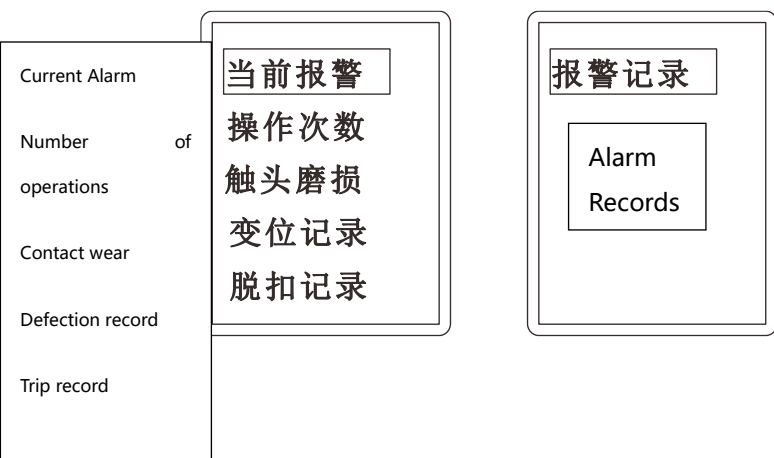 Current Alarm
Number of
operations
Contact wear
Defection record
Trip record
当前报警
操作次数
触头磨损
变位记录
脱扣记录
报警记录
Alarm
Records